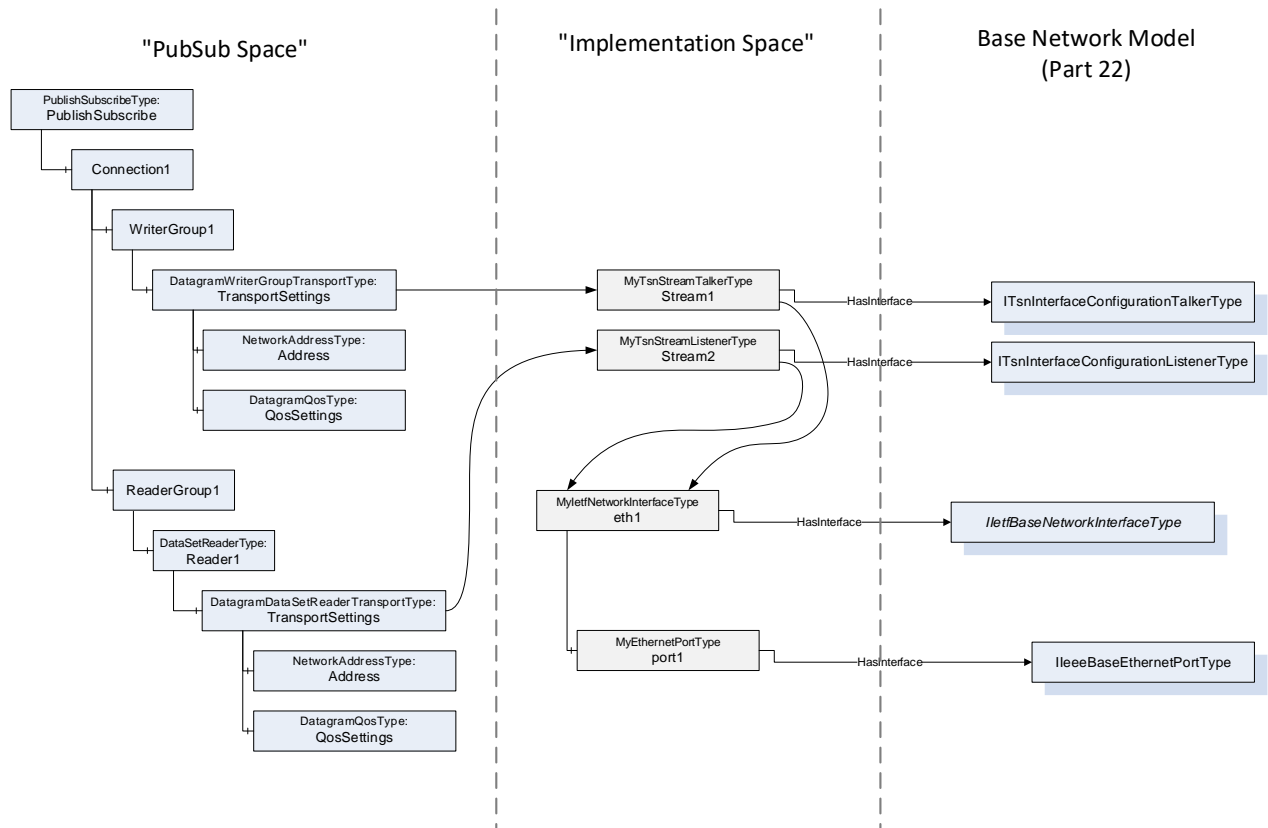 "PubSub Space"
PublishSubscribeType:
PublishSubscribe
Connection1
WriterGroup1
DatagramWriterGroupTransportType:
TransportSettings
NetworkAddressType:
Address
DatagramQosType:
QosSettings
ReaderGroup1
DataSetReaderType:
Reader1
DatagramDataSetReaderTransportType:
TransportSettings
NetworkAddressType:
Address
DatagramQosType:
QosSettings
"Implementation Space"
MyTsnStreamTalkerType
Stream1
HasInterface
MyTsnStreamListenerType
Stream2
HasInterface
MyIetfNetworkInterfaceType
eth1
HasInterface
MyEthernetPortType
port1
HasInterface
Base Network Model
(Part 22)
ITsnInterfaceConfigurationTalkerType
ITsnInterfaceConfigurationListenerType
IIetfBaseNetworkInterfaceType
IIeeeBaseEthernetPortType